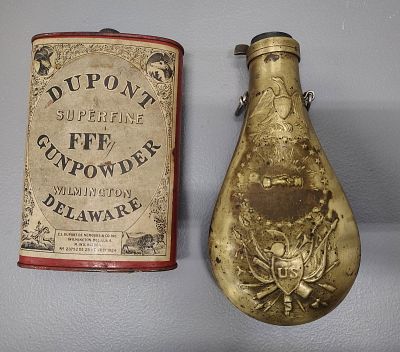 DUPONT
SUPERFINE
FFF
GUNPOWDER
WILMINGTON
DELAWARE
US